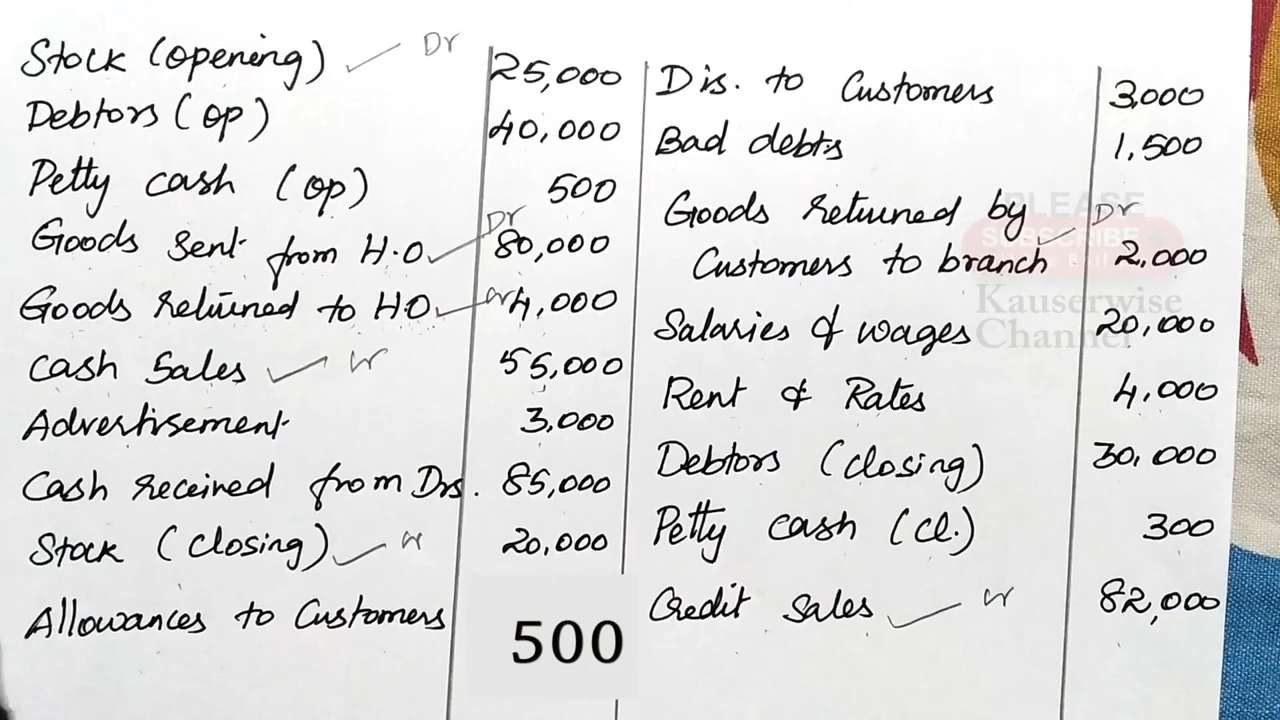 Stock (opening) Dr 25,000
Debtors (op) 40,000
Petty cash (op) 500
Goods sent from H.O. Dr 80,000
Goods returned to H.O. cr 4,000
Cash Sales cr 55,000
Advertisement 3,000
Cash received from Drs. 85,000
Stock (closing) cr 20,000
Allowances to Customers 500
Dis. to Customers 3,000
Bad debts 1,500
Goods returned by Dr
Customers to branch 2,000
Salaries & wages 20,000
Rent & Rates 4,000
Debtors (closing) 30,000
Petty cash (cl.) 300
Credit Sales cr 82,000
PLEASE
SUBSCRIBE
Kauserwise
Channel